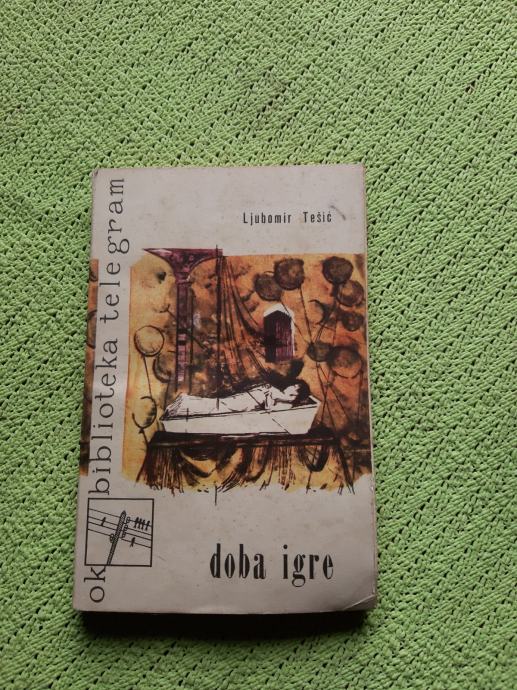 Ljubomir Tešić
ok biblioteka telegram
doba igre